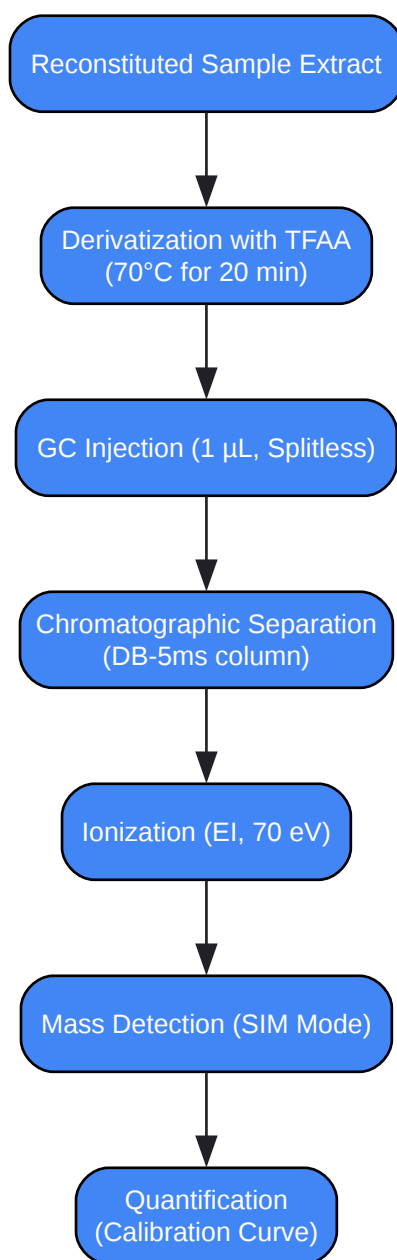 Reconstituted Sample Extract
Derivatization with TFAA
(70°C for 20 min)
GC Injection (1 µL, Splitless)
Chromatographic Separation
(DB-5ms column)
Ionization (EI, 70 eV)
Mass Detection (SIM Mode)
Quantification
(Calibration Curve)